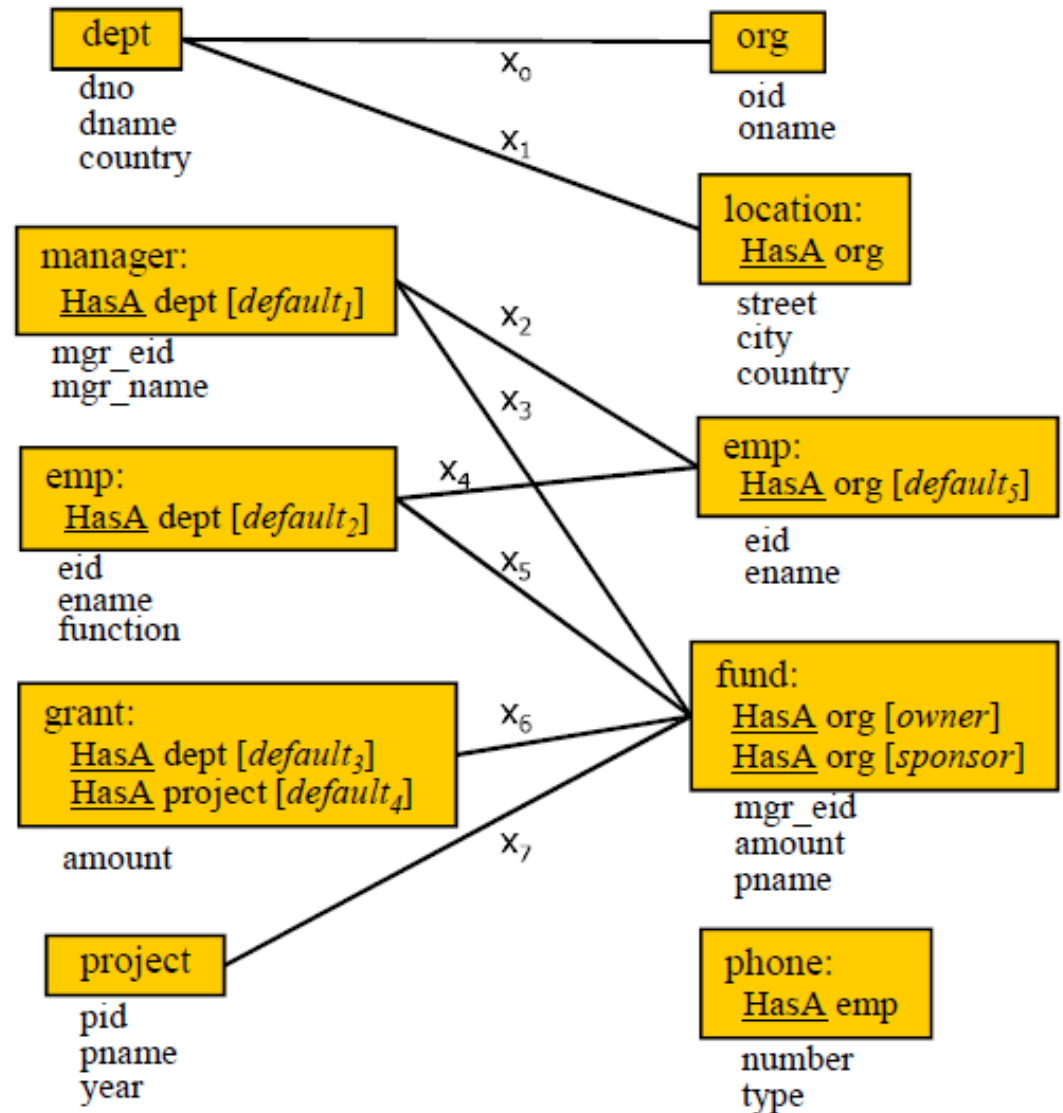 dept
dno
dname
country
manager:
HasA dept [default₁]
mgr_eid
mgr_name
emp:
HasA dept [default₂]
eid
ename
function
grant:
HasA dept [default₃]
HasA project [default₄]
amount
project
pid
pname
year
x₀
x₁
x₂
x₃
x₄
x₅
x₆
x₇
org
oid
oname
location:
HasA org
street
city
country
emp:
HasA org [default₅]
eid
ename
fund:
HasA org [owner]
HasA org [sponsor]
mgr_eid
amount
pname
phone:
HasA emp
number
type